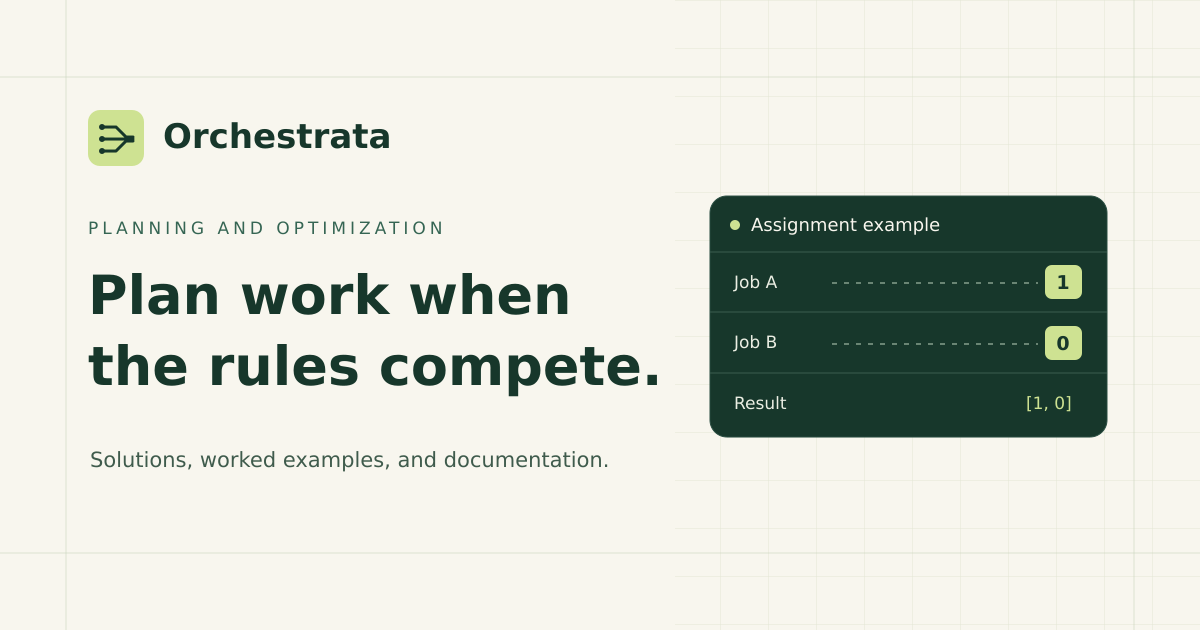 Orchestrata
PLANNING AND OPTIMIZATION
Plan work when
the rules compete.
Solutions, worked examples, and documentation.
Assignment example
Job A 1
Job B 0
Result [1, 0]